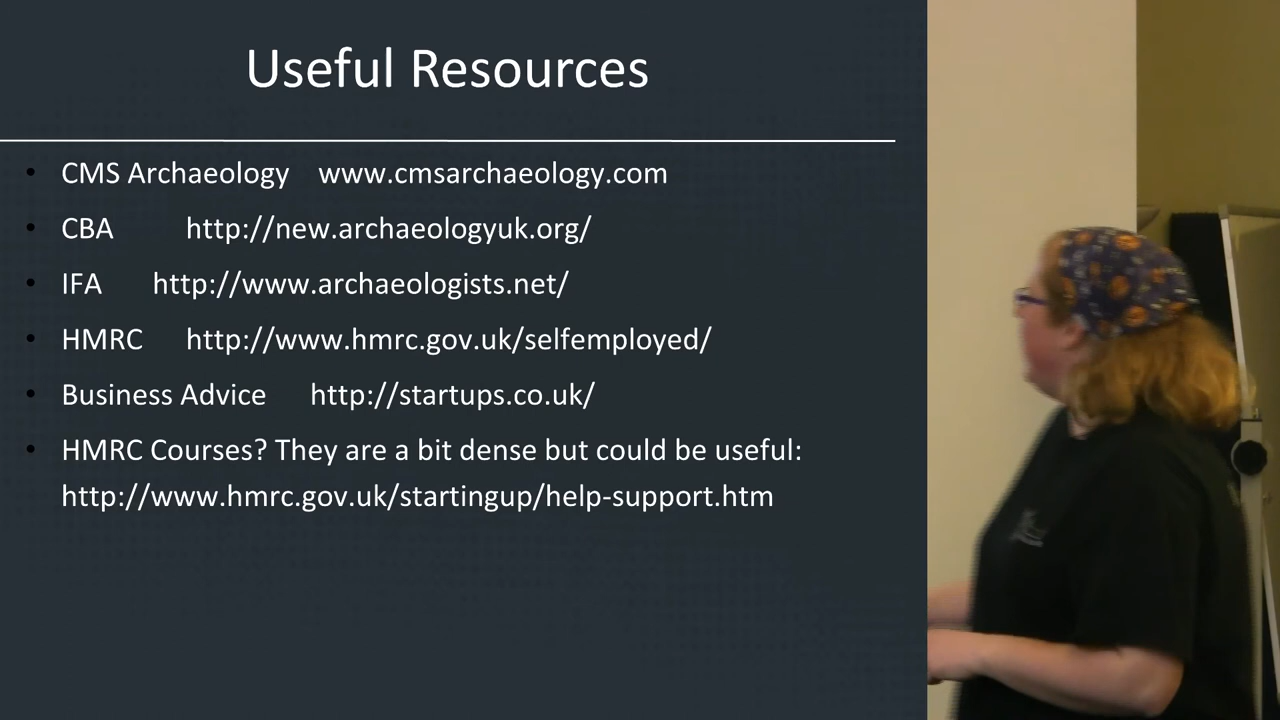 Useful Resources
• CMS Archaeology www.cmsarchaeology.com
• CBA http://new.archaeologyuk.org/
• IFA http://www.archaeologists.net/
• HMRC http://www.hmrc.gov.uk/selfemployed/
• Business Advice http://startups.co.uk/
• HMRC Courses? They are a bit dense but could be useful:
http://www.hmrc.gov.uk/startingup/help-support.htm